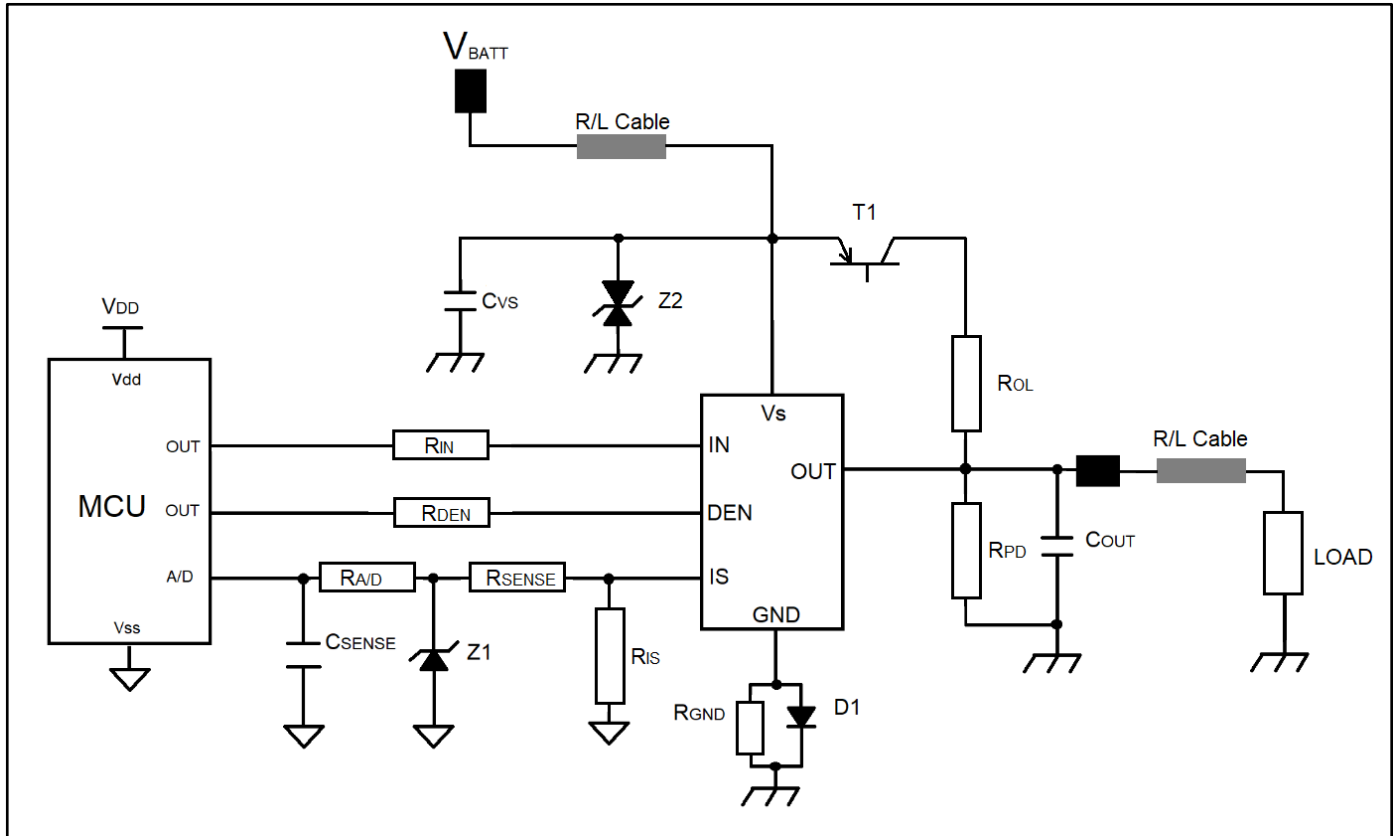 VBATT
R/L Cable
T1
CVS
Z2
VDD
Vdd
ROL
Vs
OUT
RIN
IN
R/L Cable
OUT
MCU
OUT
RDEN
DEN
RPD
COUT
LOAD
A/D
RA/D
RSENSE
IS
GND
Vss
CSENSE
Z1
RIS
RGND
D1